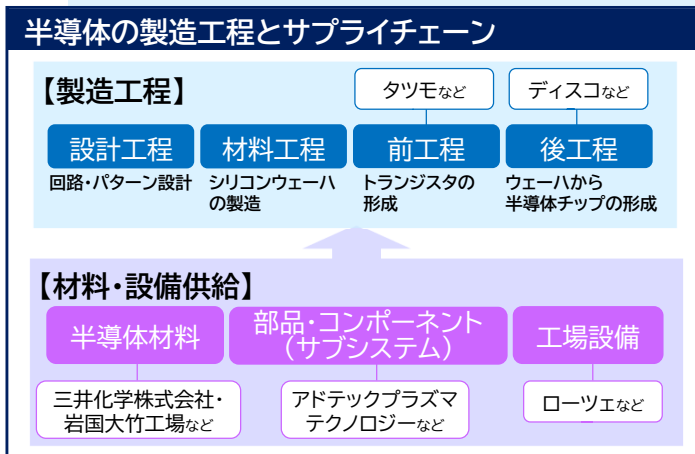 半導体の製造工程とサプライチェーン
【製造工程】
タツモなど
ディスコなど
設計工程
材料工程
前工程
後工程
回路・パターン設計
シリコンウェーハ
の製造
トランジスタの
形成
ウェーハから
半導体チップの形成
【材料・設備供給】
半導体材料
部品・コンポーネント
（サブシステム）
工場設備
三井化学株式会社・
岩国大竹工場など
アドテックプラズマ
テクノロジーなど
ローツェなど